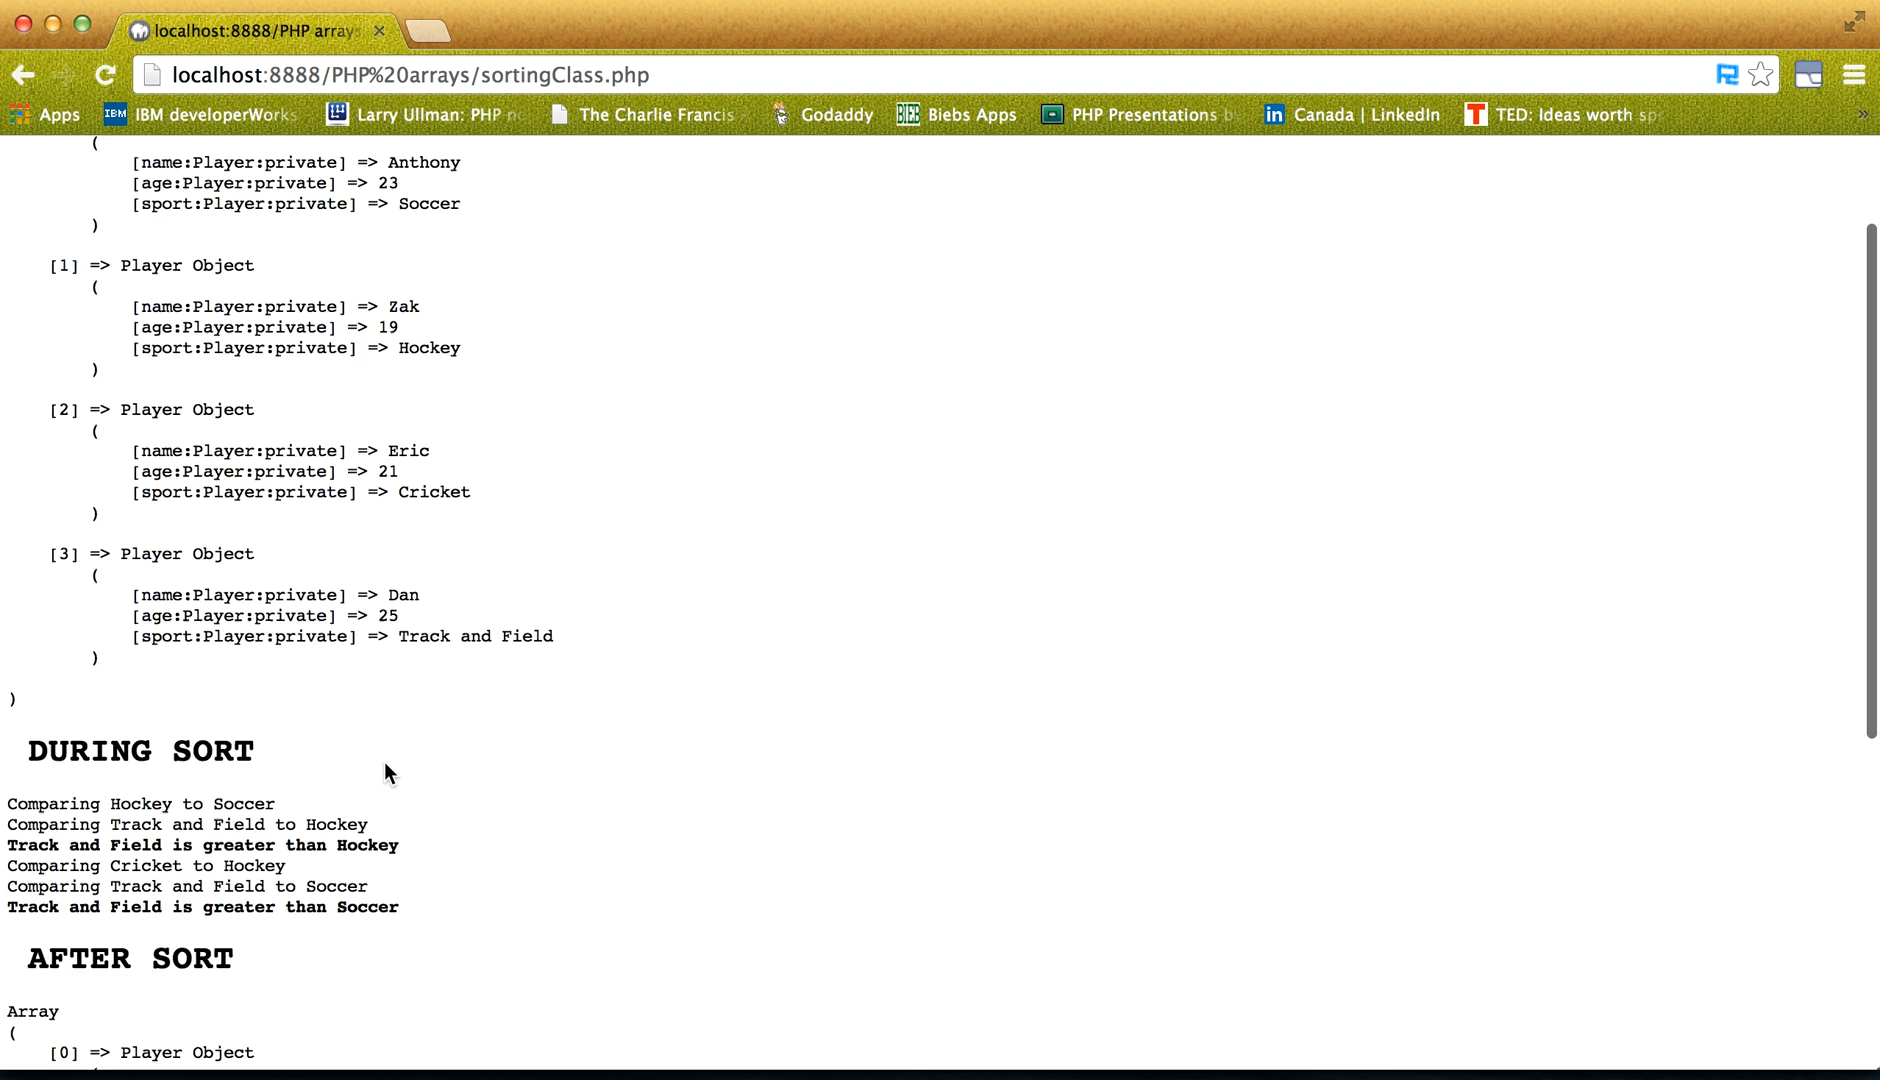 localhost:8888/PHP arrays
localhost:8888/PHP%20arrays/sortingClass.php
Apps IBM IBM developerWorks Larry Ullman: PHP The Charlie Francis Godaddy BIEB Biebs Apps PHP Presentations in Canada | LinkedIn T TED: Ideas worth »
(
[name:Player:private] => Anthony
[age:Player:private] => 23
[sport:Player:private] => Soccer
)
[1] => Player Object
(
[name:Player:private] => Zak
[age:Player:private] => 19
[sport:Player:private] => Hockey
)
[2] => Player Object
(
[name:Player:private] => Eric
[age:Player:private] => 21
[sport:Player:private] => Cricket
)
[3] => Player Object
(
[name:Player:private] => Dan
[age:Player:private] => 25
[sport:Player:private] => Track and Field
)
)
DURING SORT
Comparing Hockey to Soccer
Comparing Track and Field to Hockey
Track and Field is greater than Hockey
Comparing Cricket to Hockey
Comparing Track and Field to Soccer
Track and Field is greater than Soccer
AFTER SORT
Array
(
[0] => Player Object